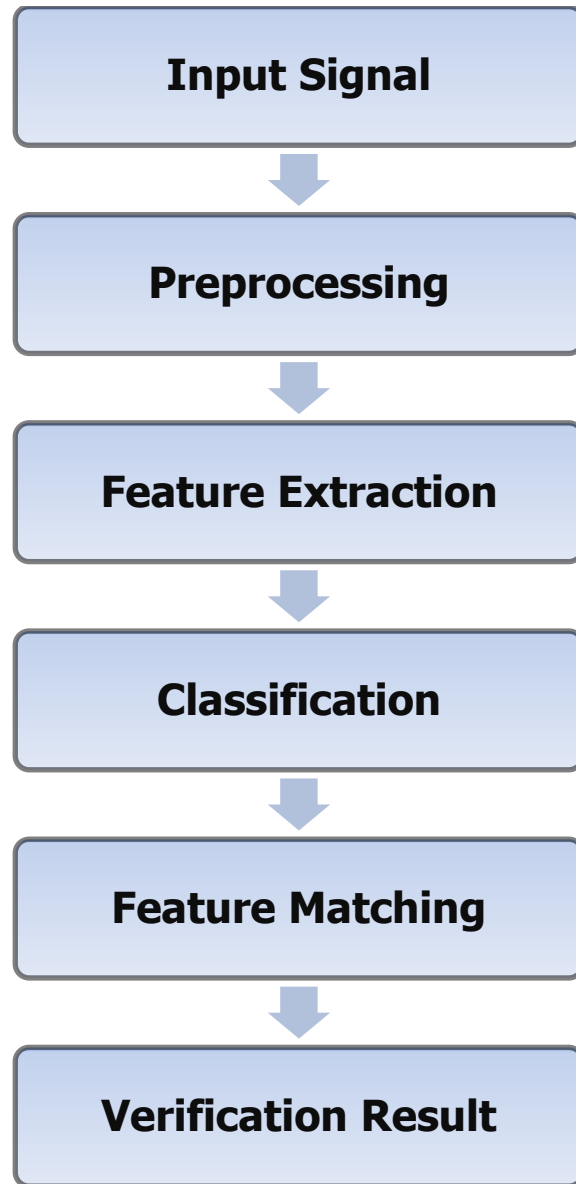 Input Signal
Preprocessing
Feature Extraction
Classification
Feature Matching
Verification Result